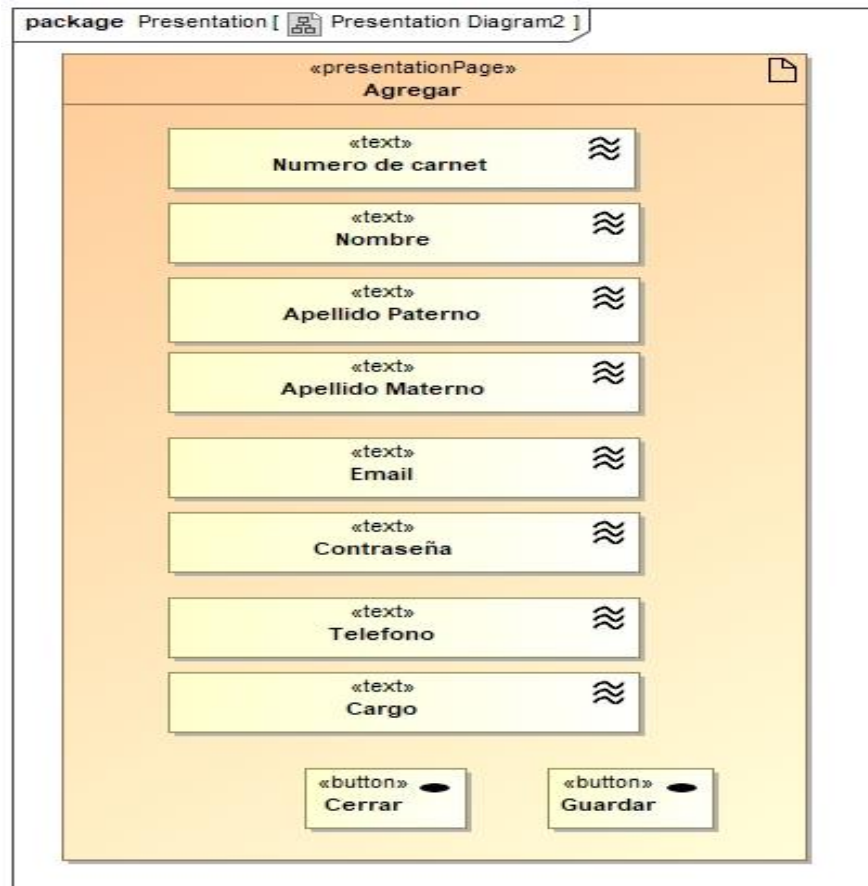 package Presentation [ Presentation Diagram2 ]
«presentationPage»
Agregar
«text»
Numero de carnet
«text»
Nombre
«text»
Apellido Paterno
«text»
Apellido Materno
«text»
Email
«text»
Contraseña
«text»
Telefono
«text»
Cargo
«button»
Cerrar
«button»
Guardar